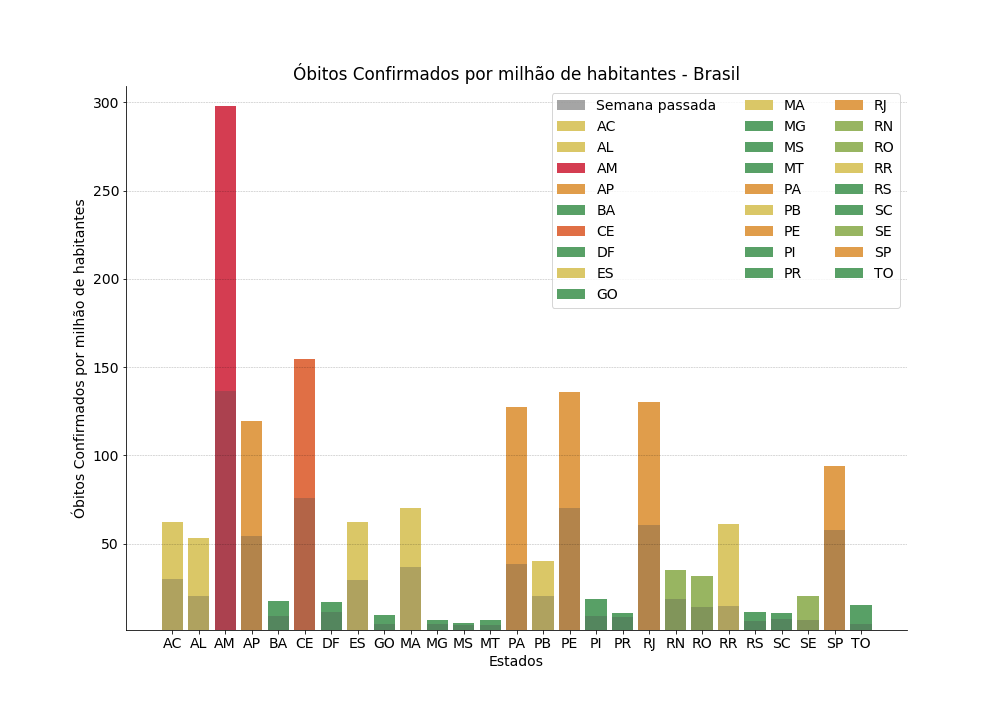 Óbitos Confirmados por milhão de habitantes - Brasil
Óbitos Confirmados por milhão de habitantes
300
250
200
150
100
50
Semana passada
AC
AL
AM
AP
BA
CE
DF
ES
GO
MA
MG
MS
MT
PA
PB
PE
PI
PR
RJ
RN
RO
RR
RS
SC
SE
SP
TO
AC AL AM AP BA CE DF ES GO MA MG MS MT PA PB PE PI PR RJ RN RO RR RS SC SE SP TO
Estados